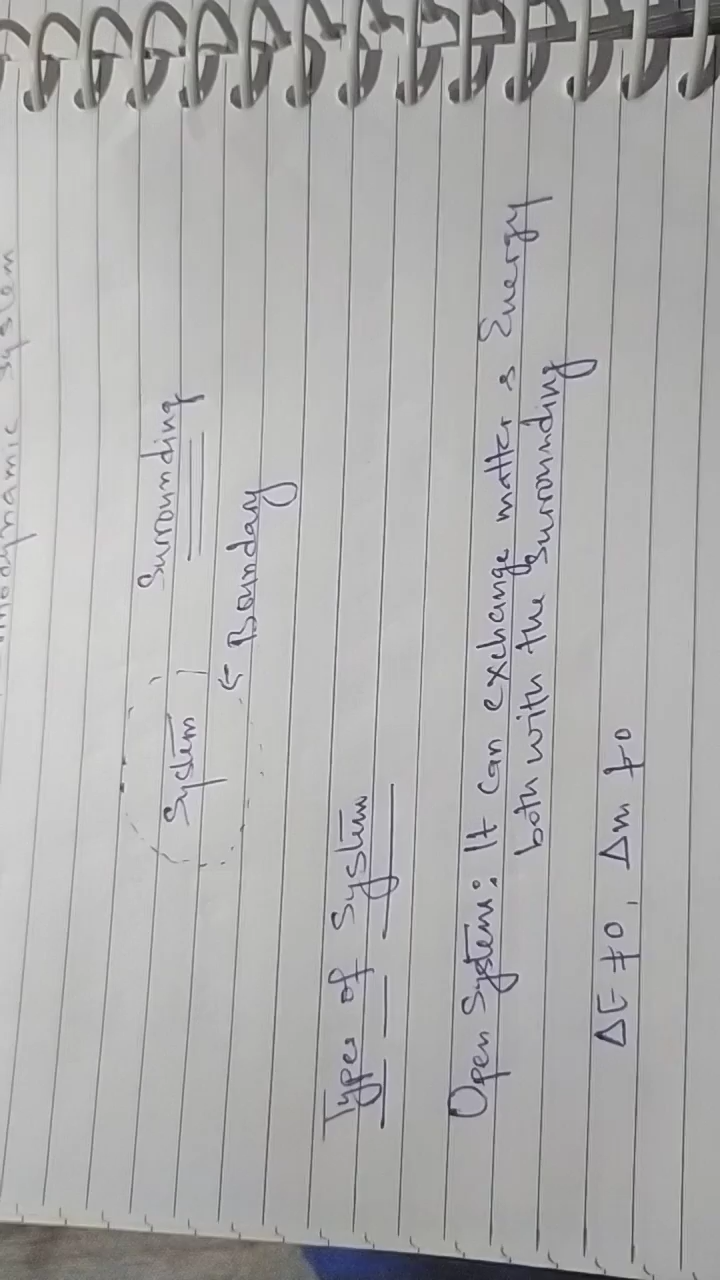 System
Surrounding
System
← Boundary
Types of System
Open System: It can exchange matter & Energy
both with the surrounding
ΔE ≠0, Δm ≠0